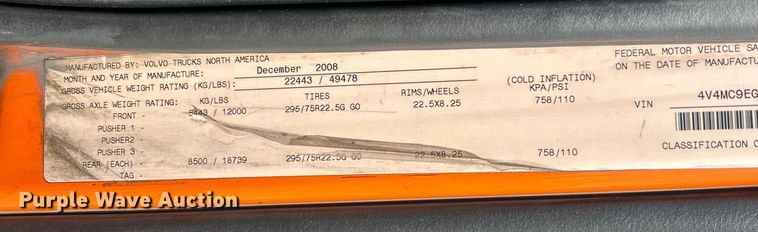 MANUFACTURED BY: VOLVO TRUCKS NORTH AMERICA
MONTH AND YEAR OF MANUFACTURE: December 2008
GROSS VEHICLE WEIGHT RATING (KG/LBS) 22443 / 49478
GROSS AXLE WEIGHT RATING: KG/LBS TIRES RIMS/WHEELS (COLD INFLATION) KPA/PSI
FRONT - 5443 / 12000 295/75R22.5G GO 22.5X8.25 758/110
PUSHER 1 -
PUSHER2 -
PUSHER 3 -
REAR (EACH) - 8500 / 18739 295/75R22.5G GO 22.5X8.25 758/110
TAG -
FEDERAL MOTOR VEHICLE SA
ON THE DATE OF MANUFACTU
VIN 4V4MC9EG
CLASSIFICATION O
Purple Wave Auction